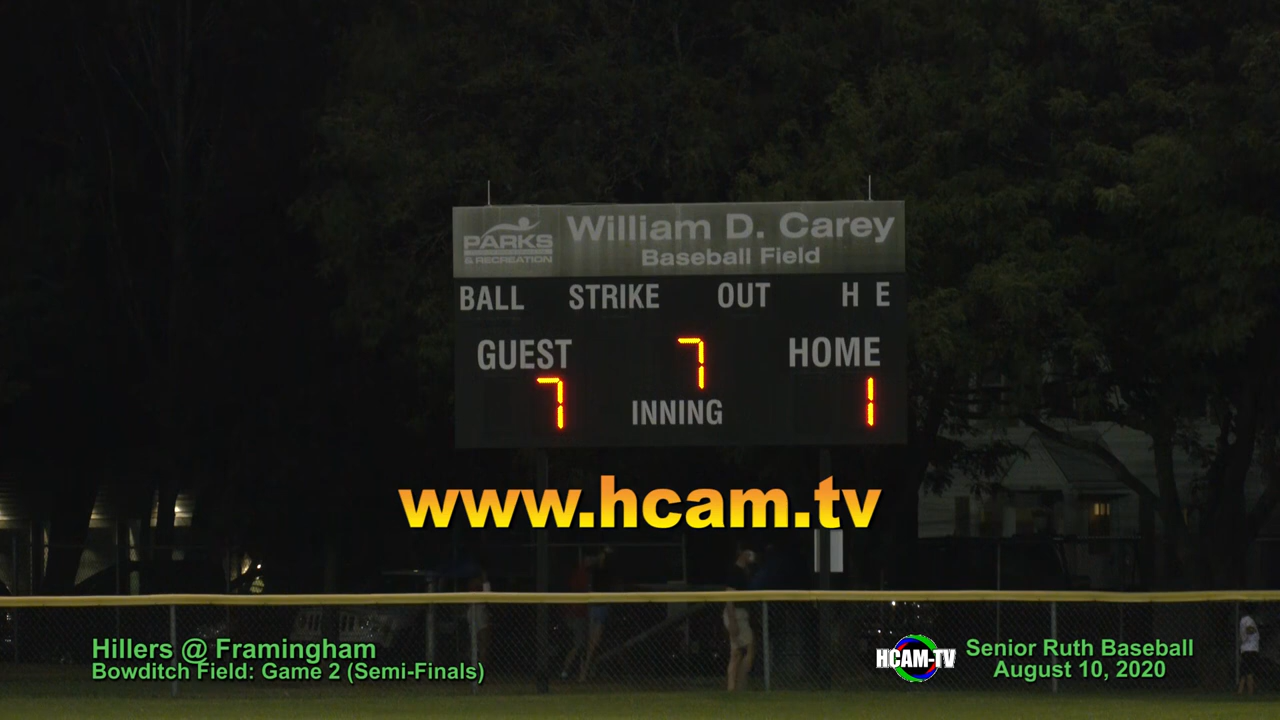 PARKS
& RECREATION
William D. Carey
Baseball Field
BALL STRIKE OUT H E
GUEST 7 HOME
7 INNING 1
www.hcam.tv
Hillers @ Framingham
Bowditch Field: Game 2 (Semi-Finals)
HCAM-TV
Senior Ruth Baseball
August 10, 2020